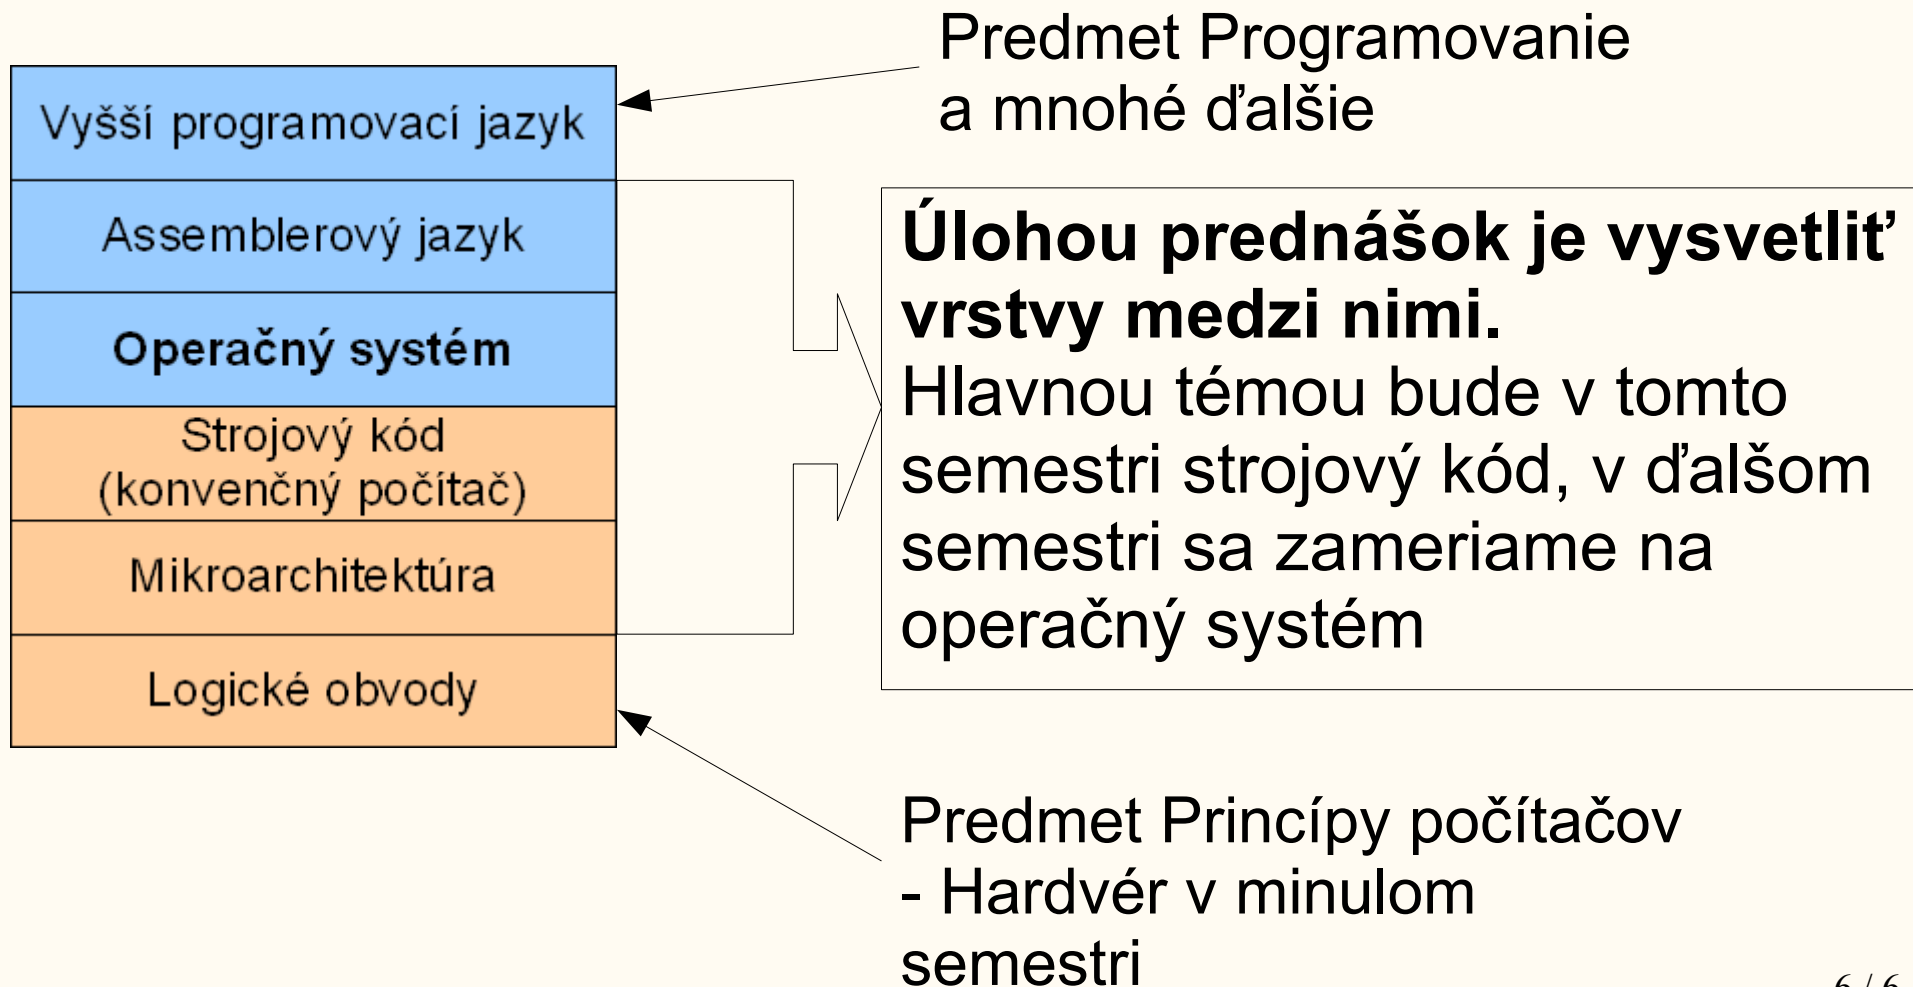 Predmet Programovanie
a mnohé ďalšie
Vyšší programovací jazyk
Assemblerový jazyk
Operačný systém
Strojový kód
(konvenčný počítač)
Mikroarchitektúra
Logické obvody
Úlohou prednášok je vysvetliť
vrstvy medzi nimi.
Hlavnou témou bude v tomto
semestri strojový kód, v ďalšom
semestri sa zameriame na
operačný systém
Predmet Princípy počítačov
- Hardvér v minulom
semestri
6 / 6